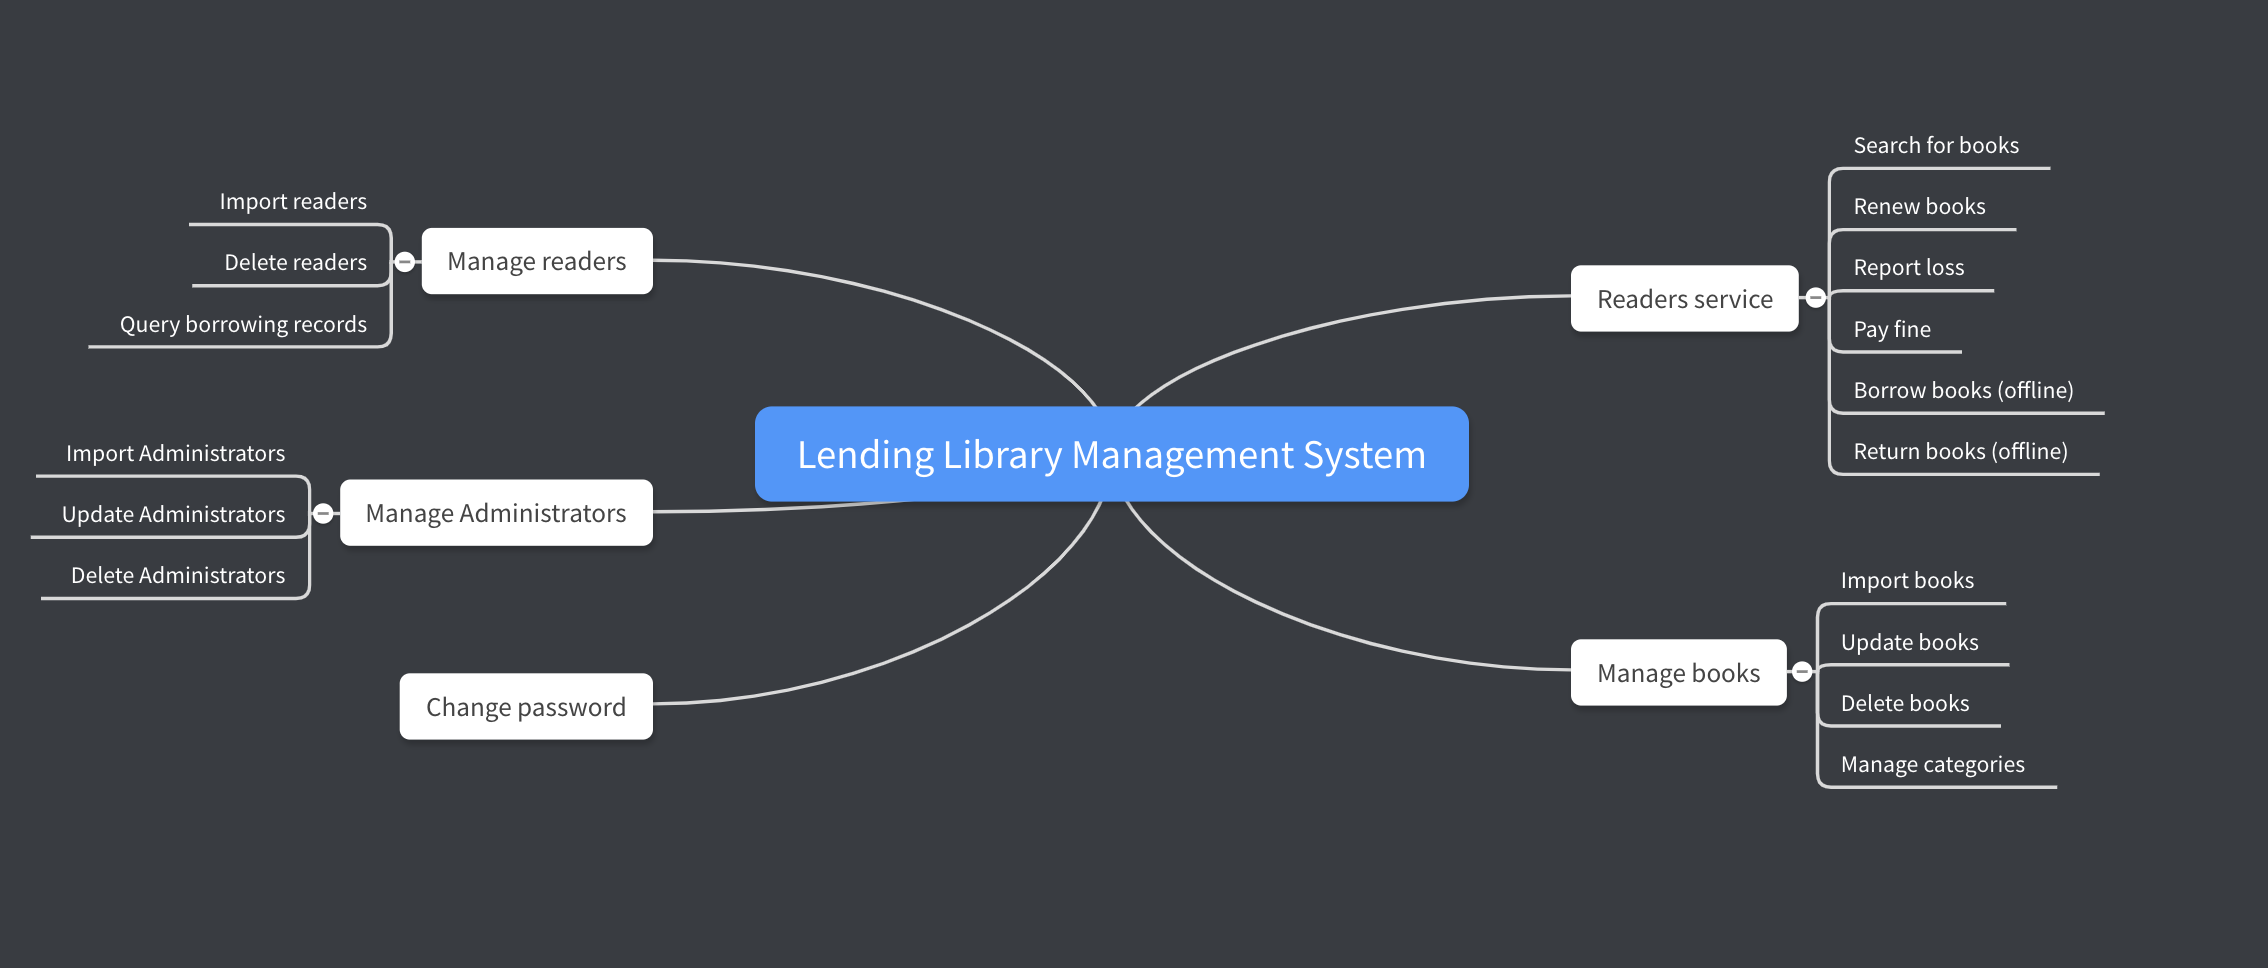 Lending Library Management System
Manage readers
Import readers
Delete readers
Query borrowing records
Manage Administrators
Import Administrators
Update Administrators
Delete Administrators
Change password
Readers service
Search for books
Renew books
Report loss
Pay fine
Borrow books (offline)
Return books (offline)
Manage books
Import books
Update books
Delete books
Manage categories